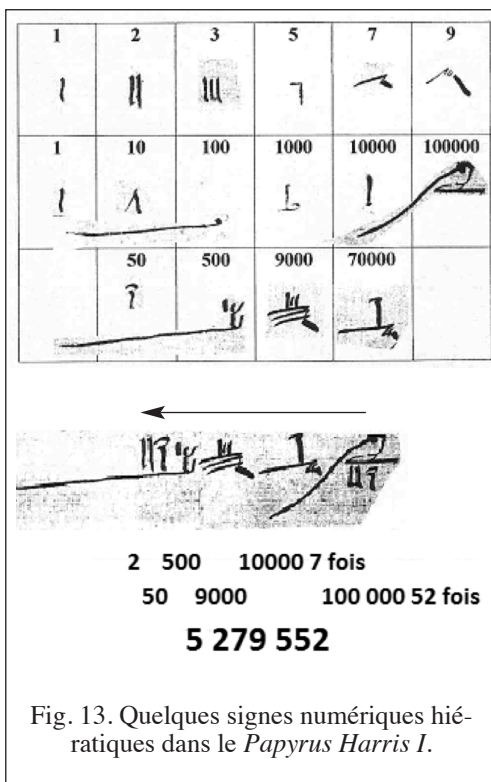 1 2 3 5 7 9
1 10 100 1000 10000 100000
50 500 9000 70000
2 500 10000 7 fois
50 9000 100 000 52 fois
5 279 552
Fig. 13. Quelques signes numériques hié-
ratiques dans le Papyrus Harris I.